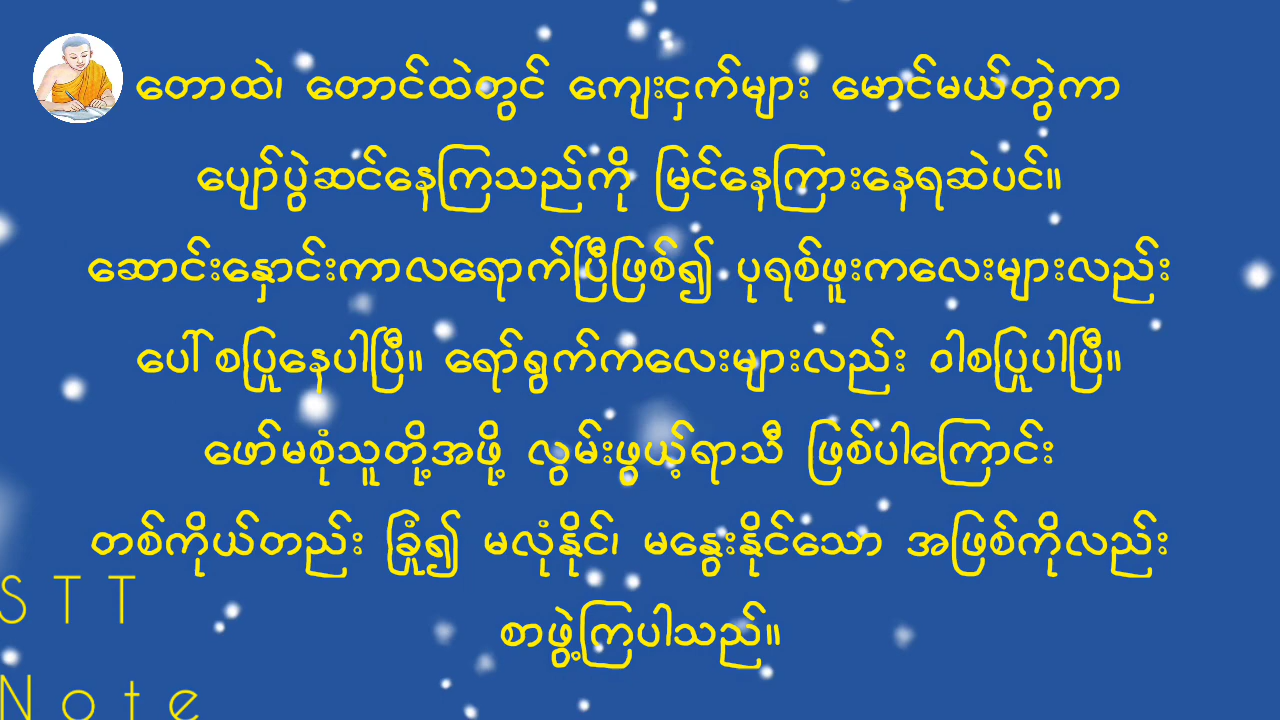 တောထဲ၊ တောင်ထဲတွင် ကျေးငှက်များ မောင်မယ်တွဲကာ
ပျော်ပွဲဆင်နေကြသည်ကို မြင်နေကြားနေရဆဲပင်။
ဆောင်းနှောင်းကာလရောက်ပြီဖြစ်၍ ပုရစ်ဖူးကလေးများလည်း
ပေါ်စပြုနေပါပြီ။ ရော်ရွက်ကလေးများလည်း ဝါစပြုပါပြီ။
ဖော်မစုံသူတို့အဖို့ လွမ်းဖွယ့်ရာသီ ဖြစ်ပါကြောင်း
တစ်ကိုယ်တည်း ခြုံ၍ မလုံနိုင်၊ မနွေးနိုင်သော အဖြစ်ကိုလည်း
စာဖွဲ့ကြပါသည်။
STT
Note